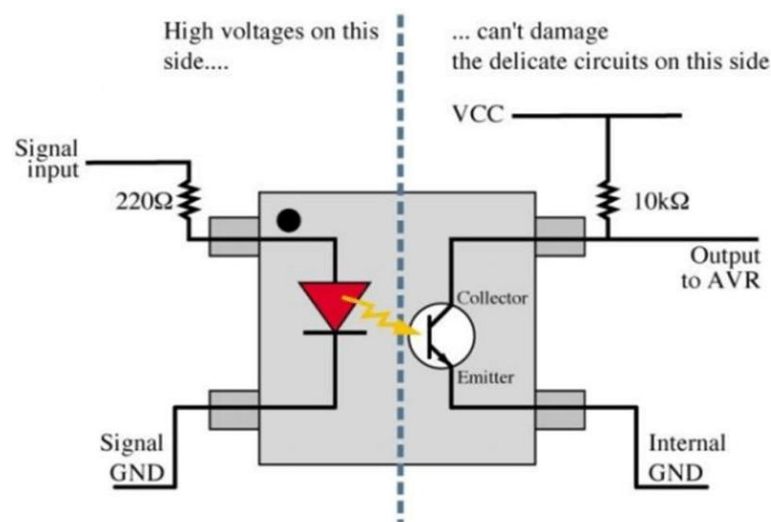 High voltages on this
side....
... can't damage
the delicate circuits on this side
VCC
Signal
input
220Ω
10kΩ
Output
to AVR
Collector
Emitter
Signal
GND
Internal
GND